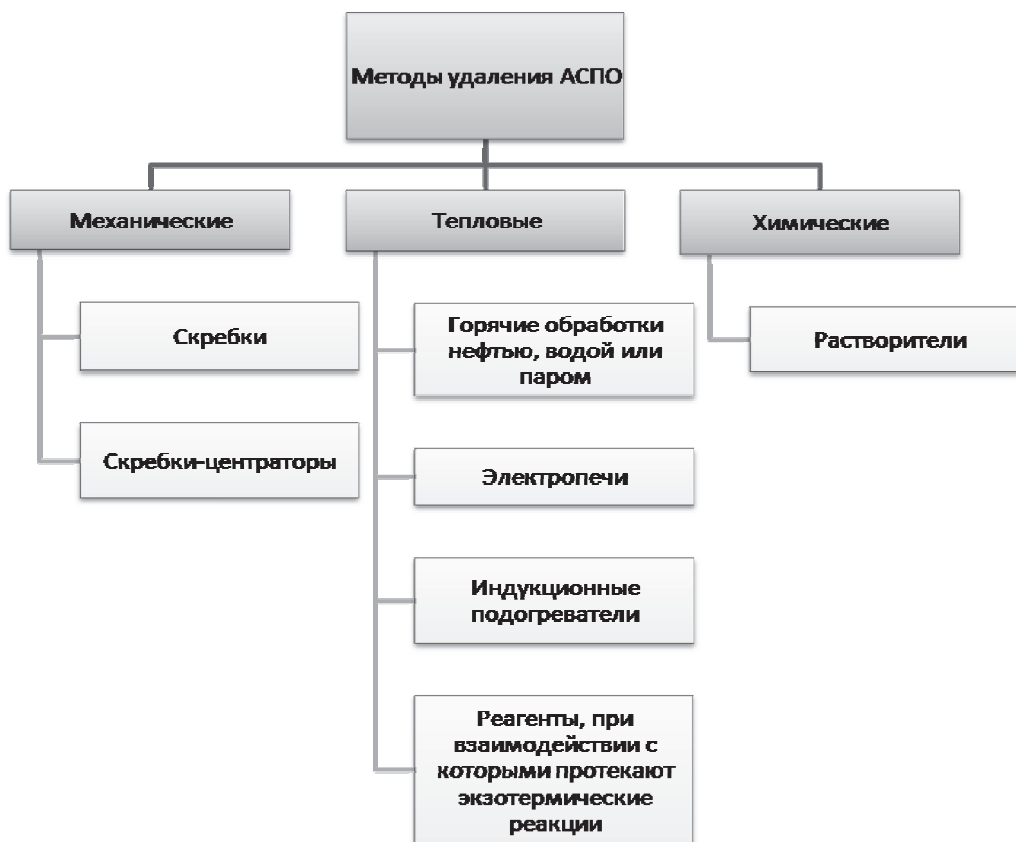 Методы удаления АСПО
Механические
Тепловые
Химические
Скребки
Скребки-центраторы
Горячие обработки
нефтью, водой или
паром
Электропечи
Индукционные
подогреватели
Реагенты, при
взаимодействии с
которыми протекают
экзотермические
реакции
Растворители